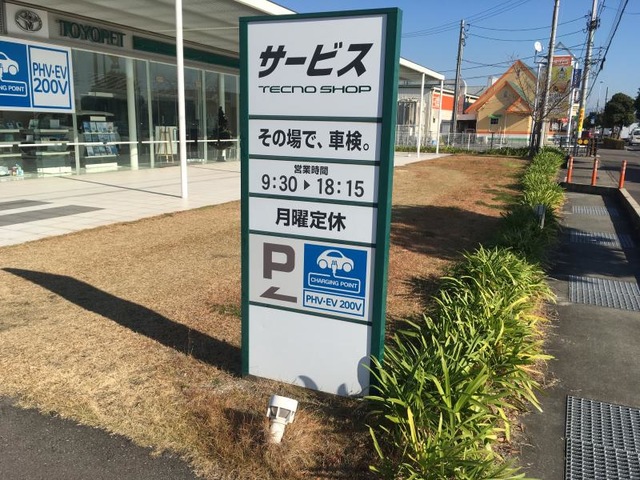 TOYOPET
PHV・EV
200V
CHARGING POINT
サービス
TECNO SHOP
その場で、車検。
営業時間
9:30 ▶ 18:15
月曜定休
P
CHARGING POINT
PHV・EV 200V